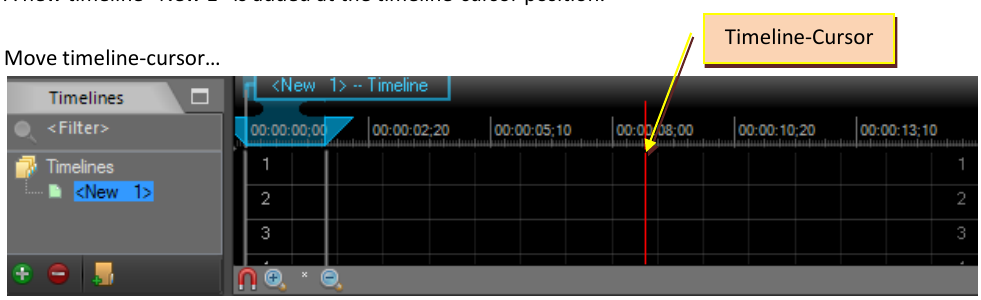 Timeline-Cursor
Move timeline-cursor…
Timelines
<New 1> -- Timeline
<Filter>
00:00:00;00 00:00:02;20 00:00:05;10 00:00:08;00 00:00:10;20 00:00:13;10
Timelines
1 1
<New 1>
2 2
3 3